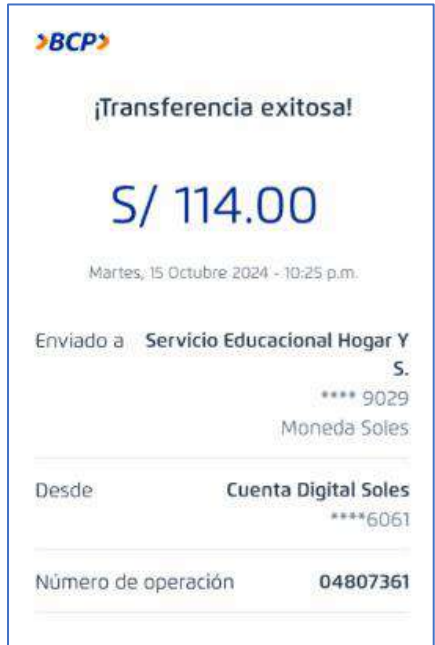 BCP
¡Transferencia exitosa!
S/ 114.00
Martes, 15 Octubre 2024 - 10:25 p.m.
Enviado a Servicio Educacional Hogar Y
S.
**** 9029
Moneda Soles
Desde Cuenta Digital Soles
****6061
Número de operación 04807361